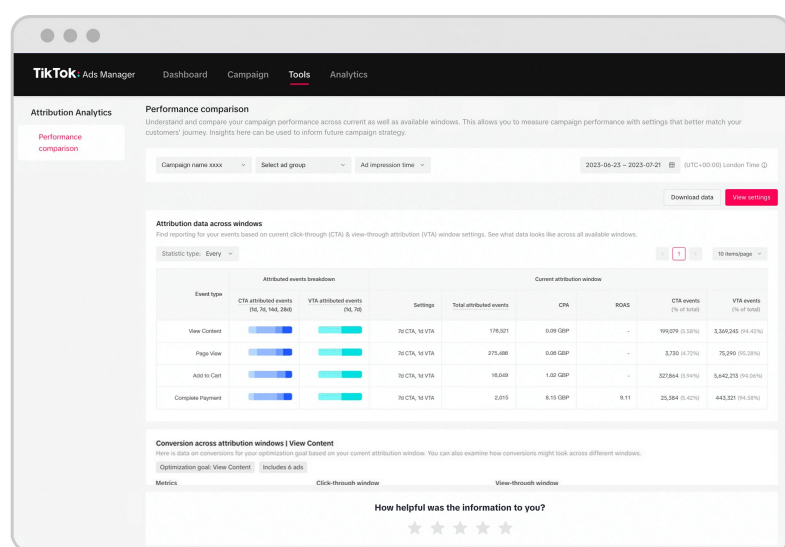 TikTok: Ads Manager
Dashboard Campaign Tools Analytics
Attribution Analytics
Performance comparison
Performance comparison
Understand and compare your campaign performance across current as well as available windows. This allows you to measure campaign performance with settings that better match your
customers' journey. Insights here can be used to inform future campaign strategy.
Campaign name xxxx Select ad group Ad impression time 2023-06-23 ~ 2023-07-21 (UTC+00:00) London Time
Download data View settings
Attribution data across windows
Find reporting for your events based on current click-through (CTA) & view-through attribution (VTA) window settings. See what data looks like across all available windows.
Statistic type: Every 1 10 items/page
Attributed events breakdown Current attribution window
Event type CTA attributed events (1d, 7d, 14d, 28d) VTA attributed events (1d, 7d) Settings Total attributed events CPA ROAS CTA events (% of total) VTA events (% of total)
View Content 7d CTA, 1d VTA 178,521 0.09 GBP - 199,079 (5.58%) 3,369,245 (94.42%)
Page View 7d CTA, 1d VTA 275,488 0.06 GBP - 3,730 (4.72%) 75,290 (95.28%)
Add to Cart 7d CTA, 1d VTA 16,049 1.02 GBP - 327,864 (5.94%) 5,642,213 (94.06%)
Complete Payment 7d CTA, 1d VTA 2,015 8.15 GBP 9.11 25,384 (5.42%) 443,321 (94.58%)
Conversion across attribution windows | View Content
Here is data on conversions for your optimization goal based on your current attribution window. You can also examine how conversions might look across different windows.
Optimization goal: View Content Includes 6 ads
Metrics Click-through window View-through window
How helpful was the information to you?